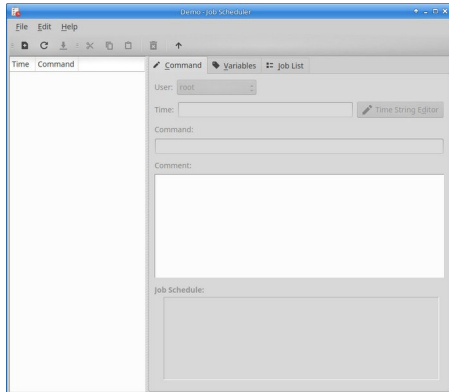 Demo - Job Scheduler
File Edit Help
Time Command
Command Variables Job List
User: root
Time: Time String Editor
Command:
Comment:
Job Schedule: